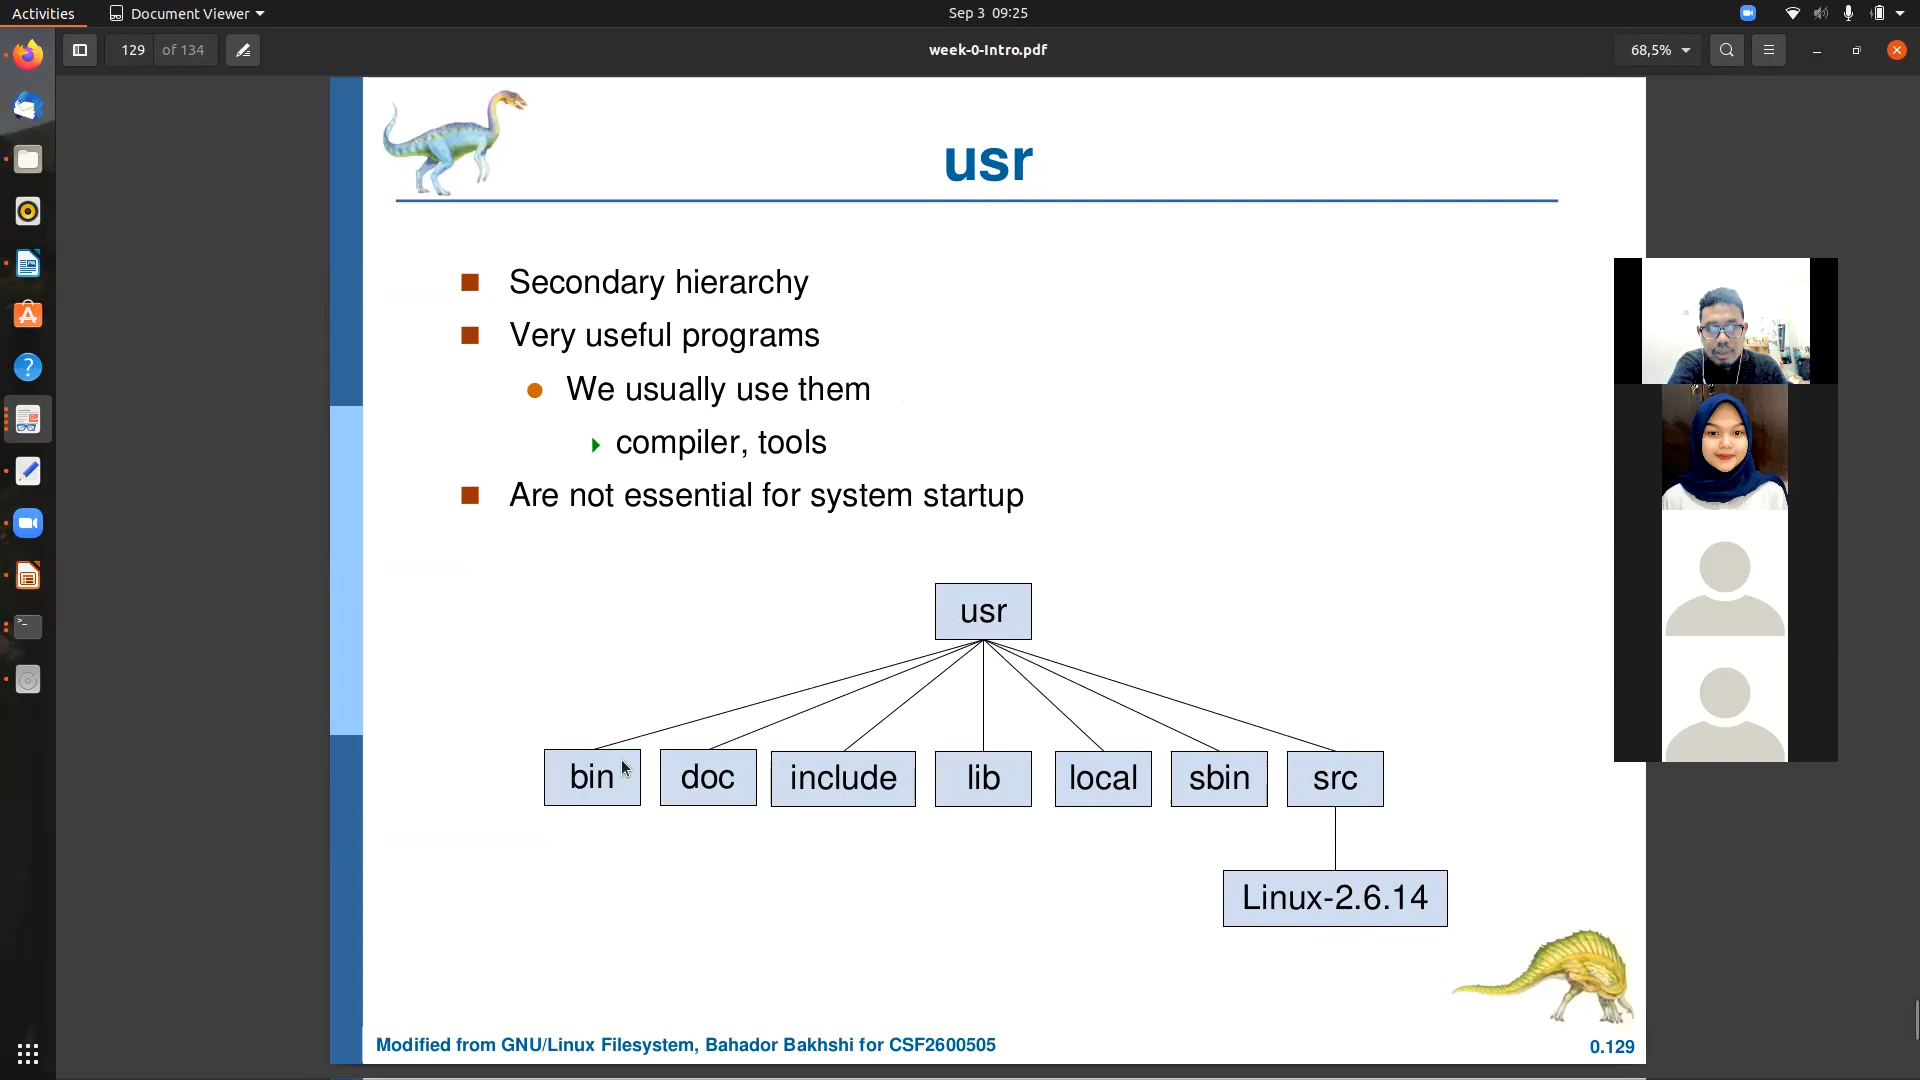 Activities
Document Viewer
Sep 3 09:25
129
of 134
week-0-Intro.pdf
68,5%
usr
Secondary hierarchy
Very useful programs
We usually use them
compiler, tools
Are not essential for system startup
usr
bin
doc
include
lib
local
sbin
src
Linux-2.6.14
Modified from GNU/Linux Filesystem, Bahador Bakhshi for CSF2600505
0.129